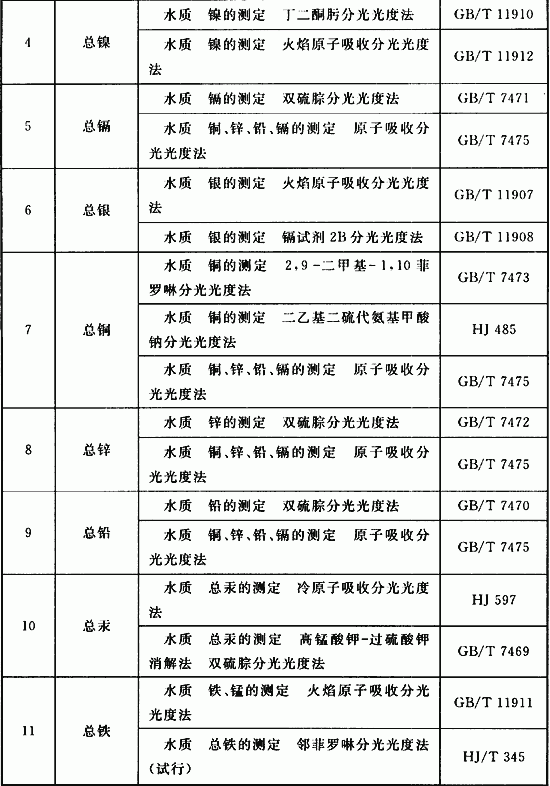 4
总镍
水质 镍的测定 丁二酮肟分光光度法
GB/T 11910
水质 镍的测定 火焰原子吸收分光光度
法
GB/T 11912
5
总镉
水质 镉的测定 双硫腙分光光度法
GB/T 7471
水质 铜、锌、铅、镉的测定 原子吸收分
光光度法
GB/T 7475
6
总银
水质 银的测定 火焰原子吸收分光光度
法
GB/T 11907
水质 银的测定 镉试剂2B分光光度法
GB/T 11908
7
总铜
水质 铜的测定 2,9-二甲基-1,10菲
罗啉分光光度法
GB/T 7473
水质 铜的测定 二乙基二硫代氨基甲酸
钠分光光度法
HJ 485
水质 铜、锌、铅、镉的测定 原子吸收分
光光度法
GB/T 7475
8
总锌
水质 锌的测定 双硫腙分光光度法
GB/T 7472
水质 铜、锌、铅、镉的测定 原子吸收分
光光度法
GB/T 7475
9
总铅
水质 铅的测定 双硫腙分光光度法
GB/T 7470
水质 铜、锌、铅、镉的测定 原子吸收分
光光度法
GB/T 7475
10
总汞
水质 总汞的测定 冷原子吸收分光光度
法
HJ 597
水质 总汞的测定 高锰酸钾-过硫酸钾
消解法 双硫腙分光光度法
GB/T 7469
11
总铁
水质 铁、锰的测定 火焰原子吸收分光
光度法
GB/T 11911
水质 总铁的测定 邻菲罗啉分光光度法
(试行)
HJ/T 345